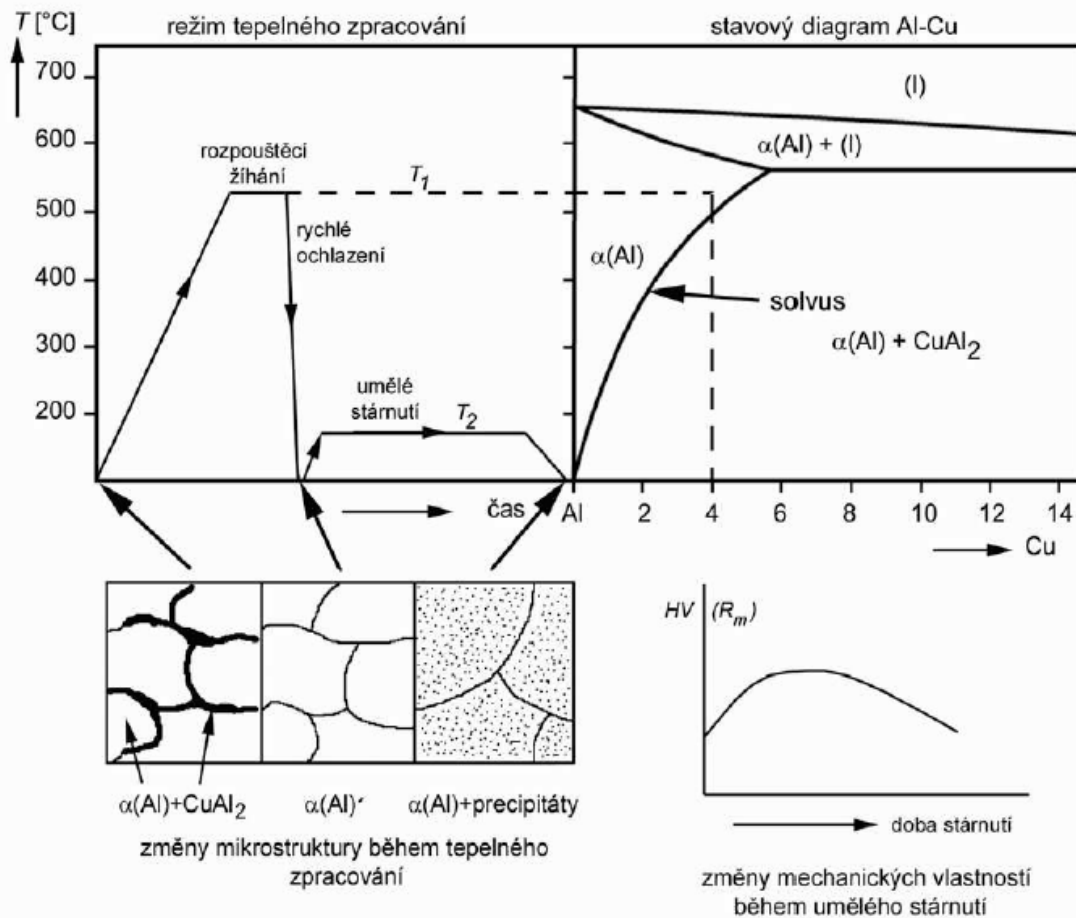 T [°C]
režim tepelného zpracování
700
600
500
400
300
200
rozpouštěcí
žíhání
T1
rychlé
ochlazení
umělé
stárnutí
T2
čas
stavový diagram Al-Cu
(l)
α(Al) + (l)
α(Al)
solvus
α(Al) + CuAl2
Al 2 4 6 8 10 12 14
Cu
α(Al)+CuAl2
α(Al)´
α(Al)+precipitáty
změny mikrostruktury během tepelného
zpracování
HV (Rm)
doba stárnutí
změny mechanických vlastností
během umělého stárnutí